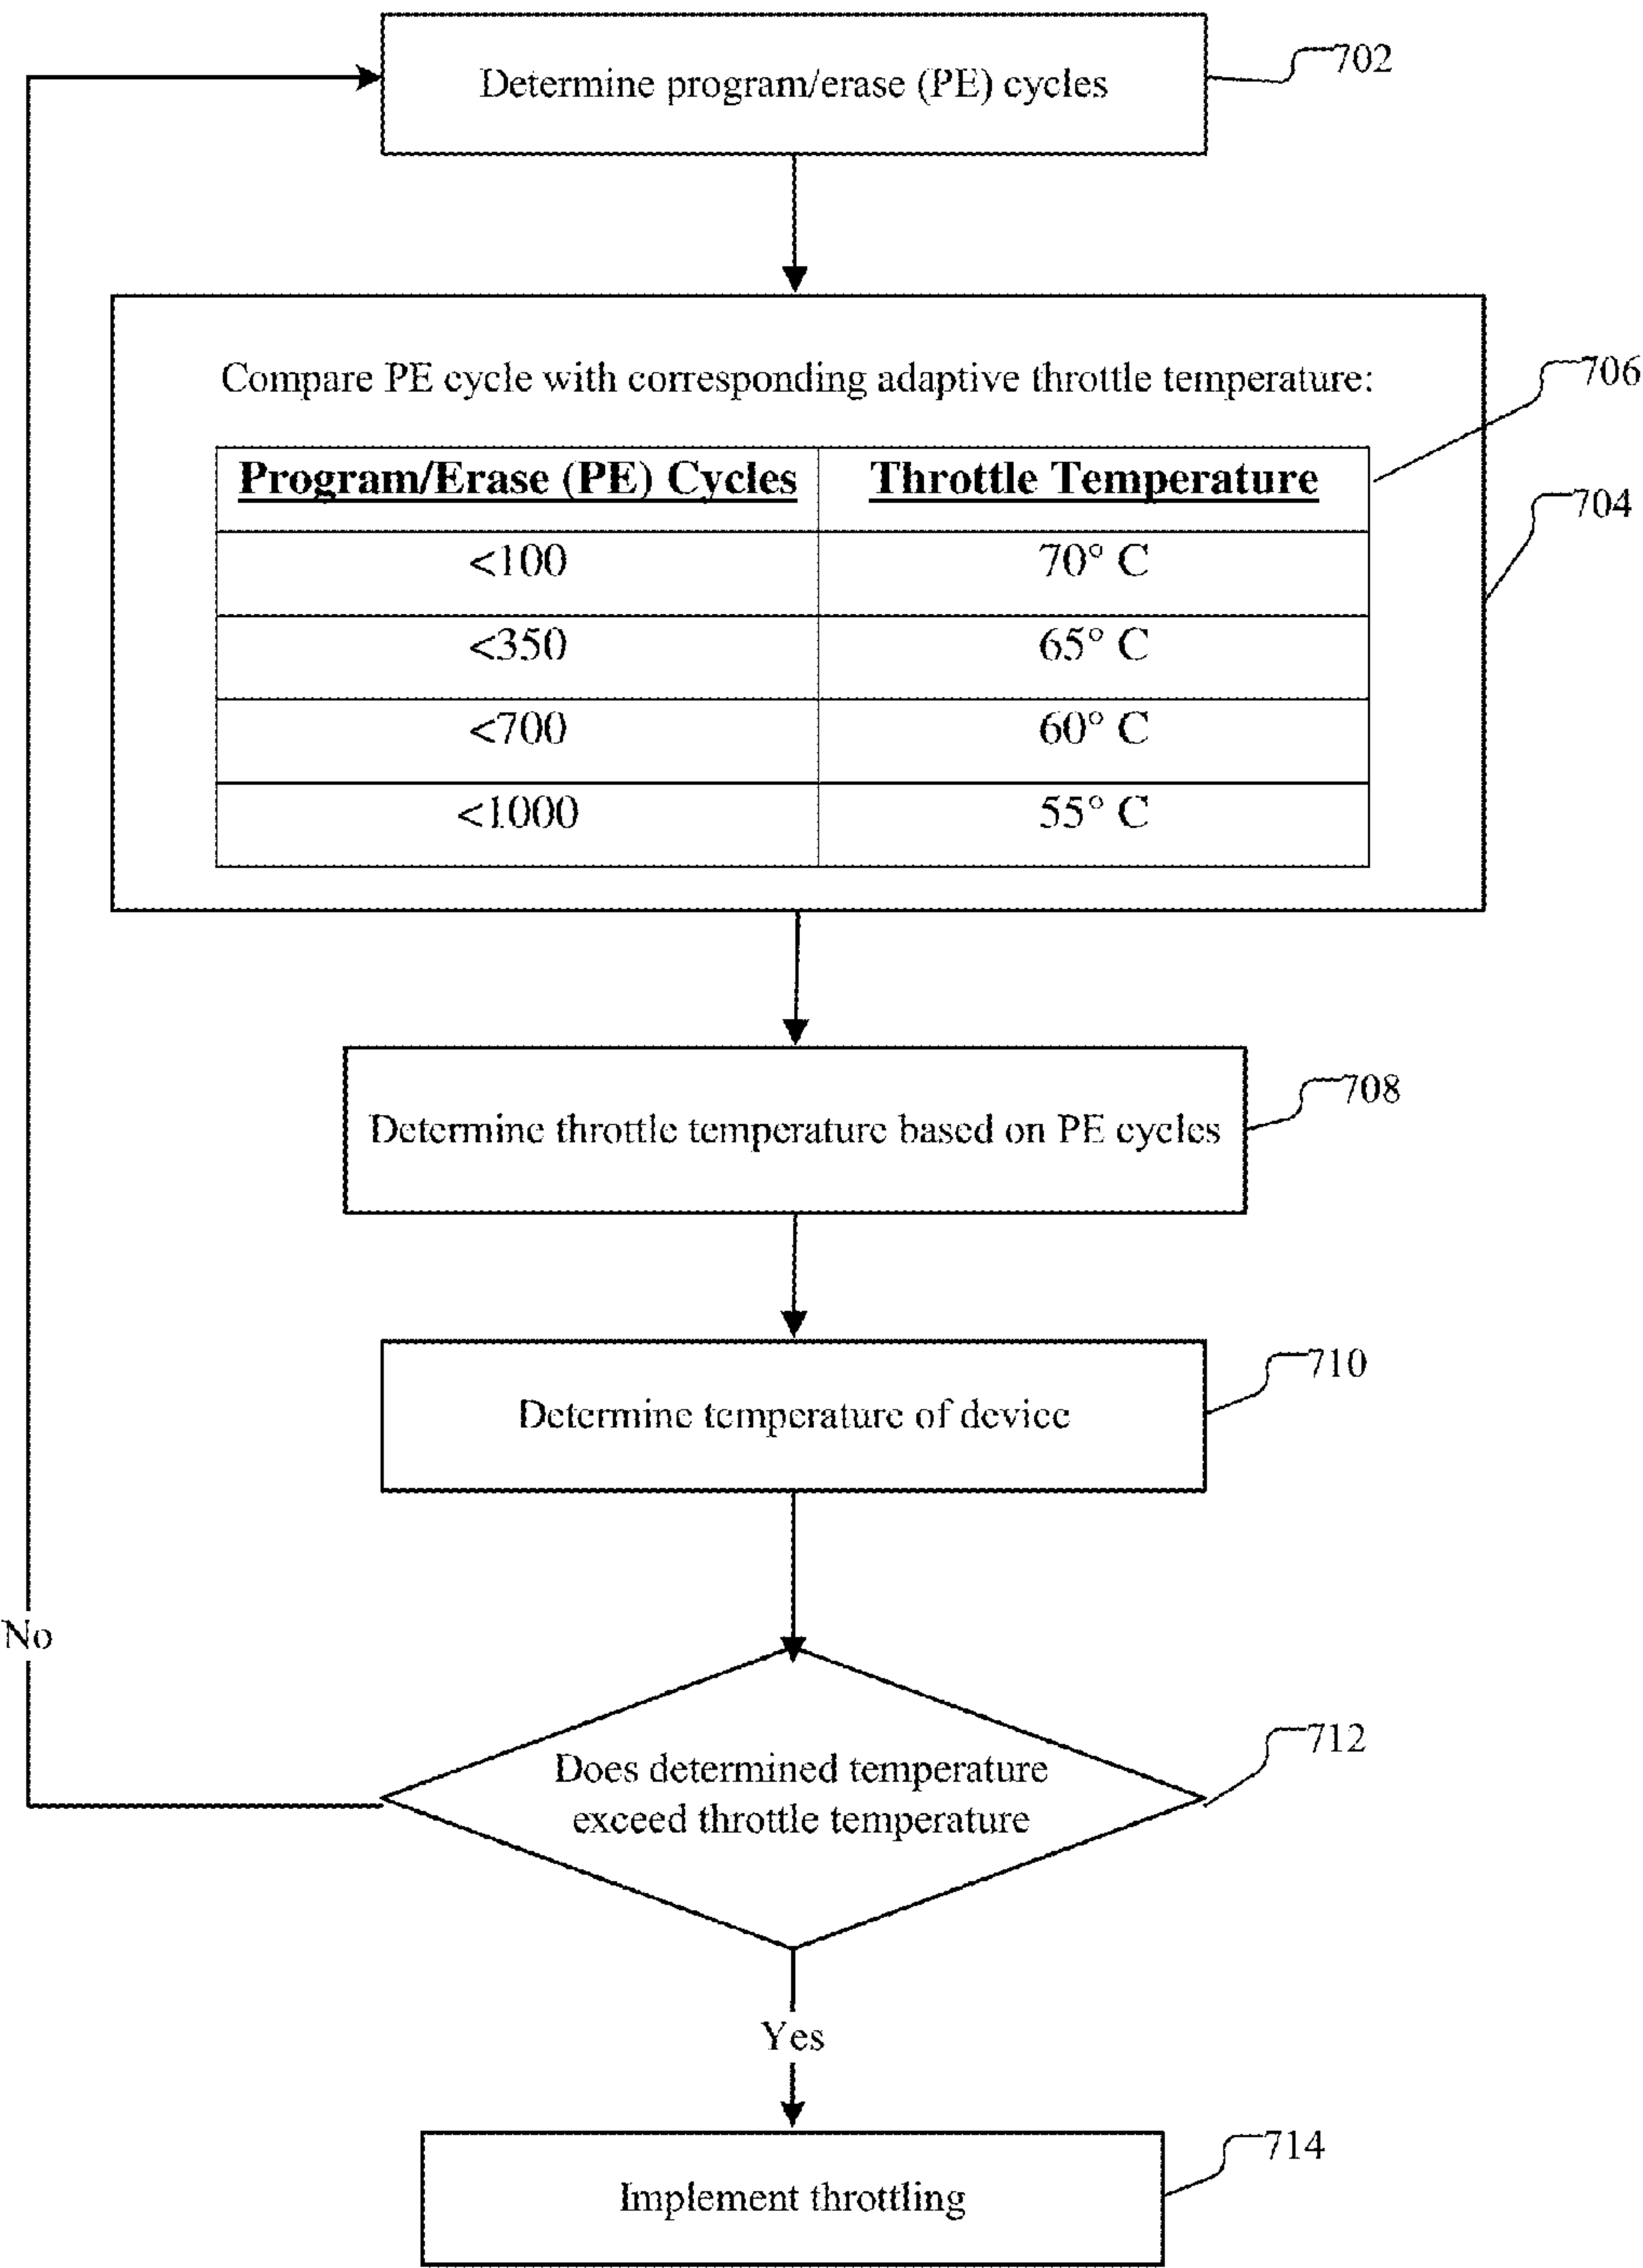 Determine program/erase (PE) cycles
702
Compare PE cycle with corresponding adaptive throttle temperature:
706
Program/Erase (PE) Cycles Throttle Temperature
704
<100 70° C
<350 65° C
<700 60° C
<1000 55° C
708
Determine throttle temperature based on PE cycles
710
Determine temperature of device
No
712
Does determined temperature
exceed throttle temperature
Yes
714
Implement throttling